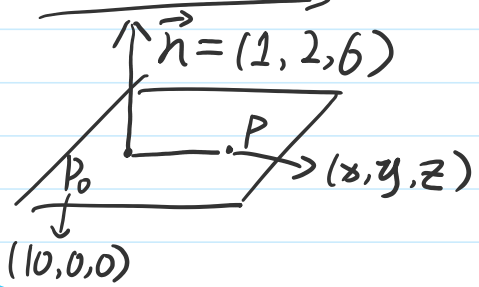 n⃗ = (1, 2, 6)
P
P₀
(x, y, z)
(10, 0, 0)